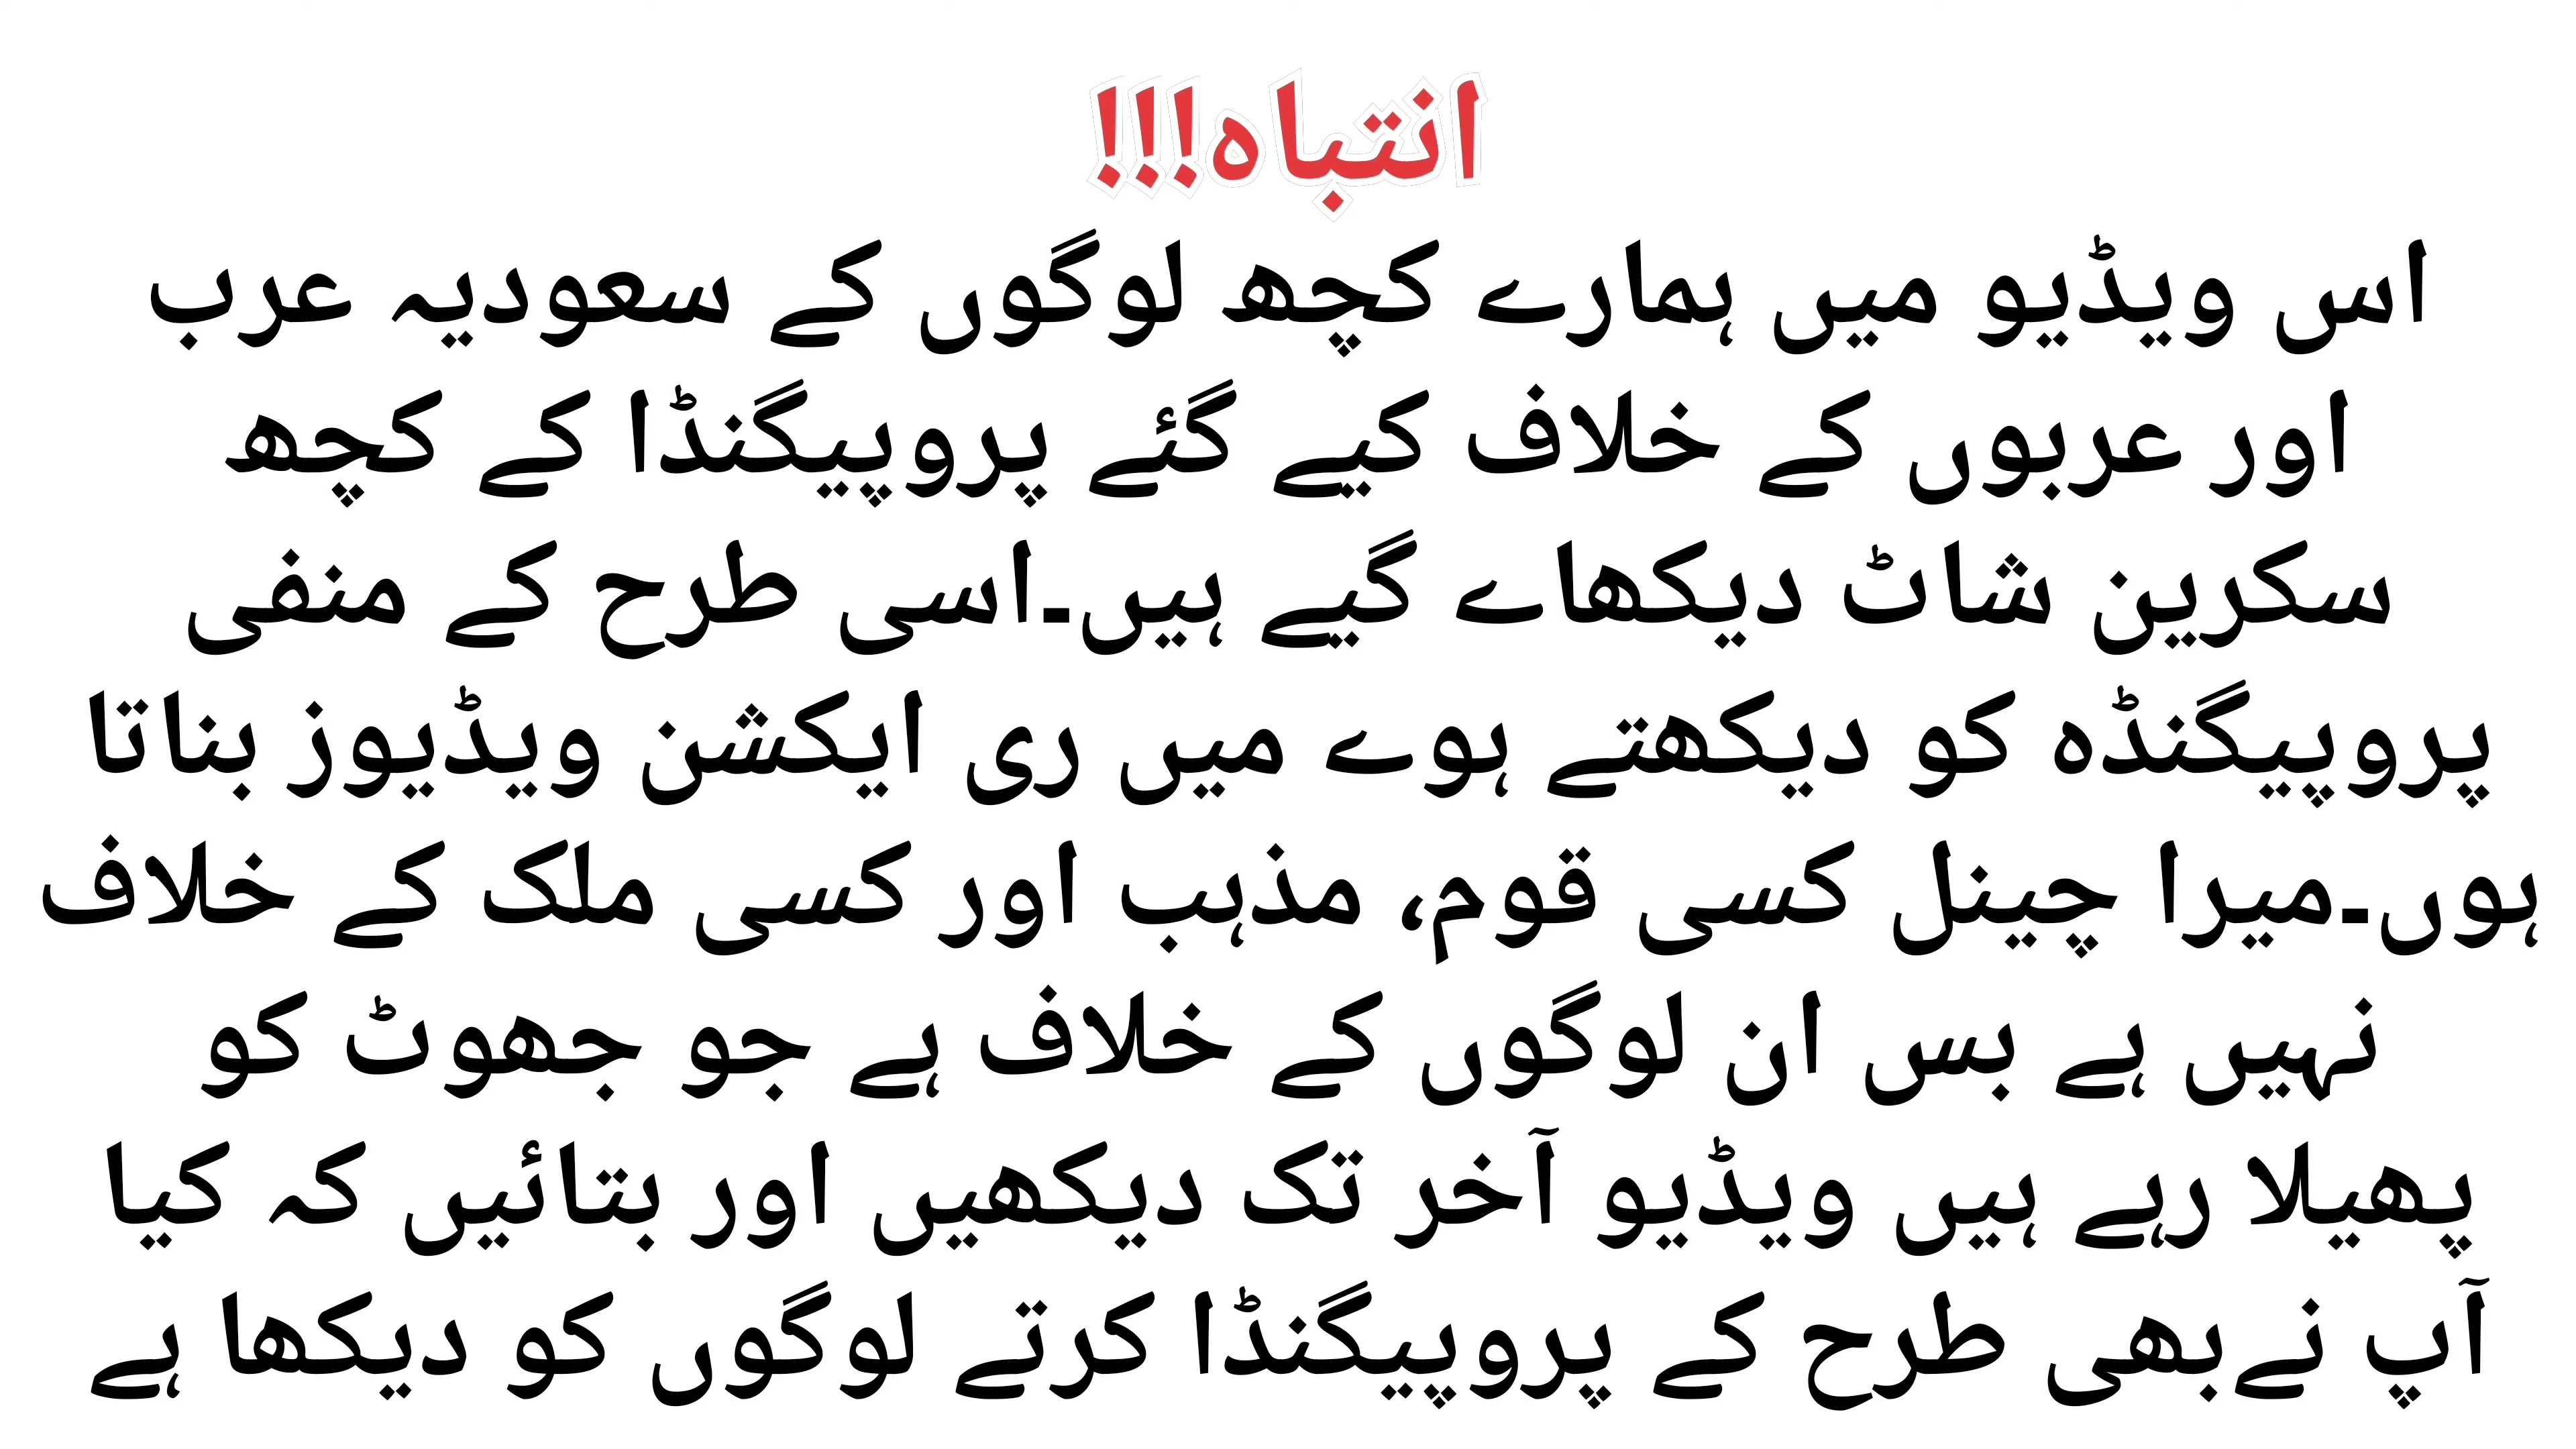 انتباہ!!!
اس ویڈیو میں ہمارے کچھ لوگوں کے سعودیہ عرب
اور عربوں کے خلاف کیے گئے پروپیگنڈا کے کچھ
سکرین شاٹ دیکھاے گیے ہیں۔اسی طرح کے منفی
پروپیگنڈہ کو دیکھتے ہوے میں ری ایکشن ویڈیوز بناتا
ہوں۔میرا چینل کسی قوم، مذہب اور کسی ملک کے خلاف
نہیں ہے بس ان لوگوں کے خلاف ہے جو جھوٹ کو
پھیلا رہے ہیں ویڈیو آخر تک دیکھیں اور بتائیں کہ کیا
آپ نےبھی طرح کے پروپیگنڈا کرتے لوگوں کو دیکھا ہے